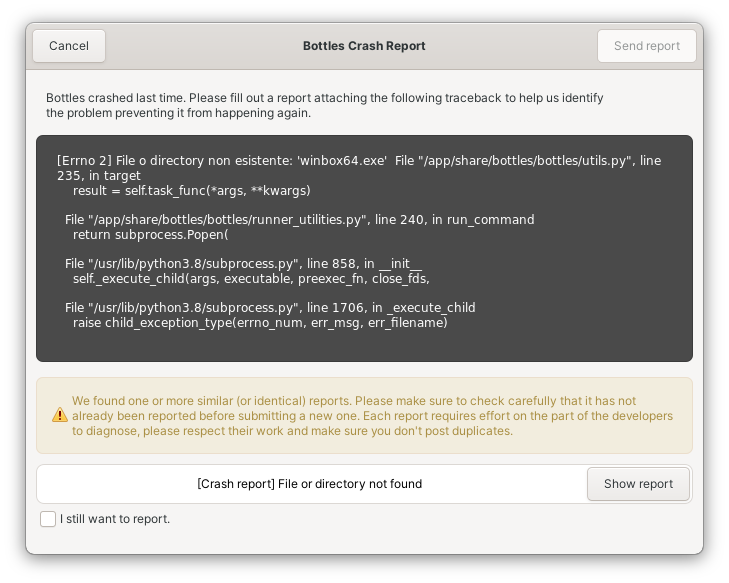 Cancel
Bottles Crash Report
Send report
Bottles crashed last time. Please fill out a report attaching the following traceback to help us identify
the problem preventing it from happening again.
[Errno 2] File o directory non esistente: 'winbox64.exe'  File "/app/share/bottles/bottles/utils.py", line
235, in target
    result = self.task_func(*args, **kwargs)
  File "/app/share/bottles/bottles/runner_utilities.py", line 240, in run_command
    return subprocess.Popen(
  File "/usr/lib/python3.8/subprocess.py", line 858, in __init__
    self._execute_child(args, executable, preexec_fn, close_fds,
  File "/usr/lib/python3.8/subprocess.py", line 1706, in _execute_child
    raise child_exception_type(errno_num, err_msg, err_filename)
We found one or more similar (or identical) reports. Please make sure to check carefully that it has not
already been reported before submitting a new one. Each report requires effort on the part of the developers
to diagnose, please respect their work and make sure you don't post duplicates.
[Crash report] File or directory not found
Show report
I still want to report.